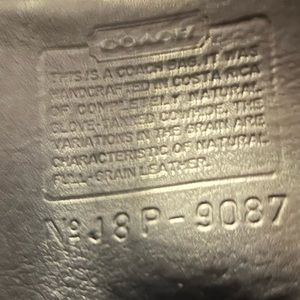 COACH
THIS IS A COACH BAG. IT WAS
HANDCRAFTED IN COSTA RICA
OF COMPLETELY NATURAL
GLOVE TANNED COWHIDE. THE
VARIATIONS IN THE GRAIN ARE
CHARACTERISTIC OF NATURAL
FULL-GRAIN LEATHER.
No J8P-9087